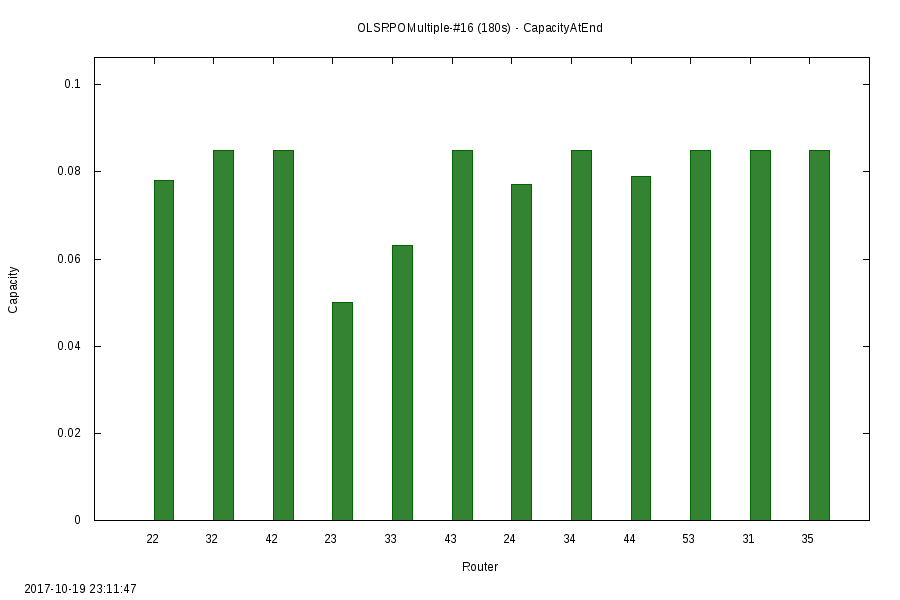 OLSRPOMultiple-#16 (180s) - CapacityAtEnd
0.1
0.08
0.06
0.04
0.02
0
Capacity
22 32 42 23 33 43 24 34 44 53 31 35
Router
2017-10-19 23:11:47